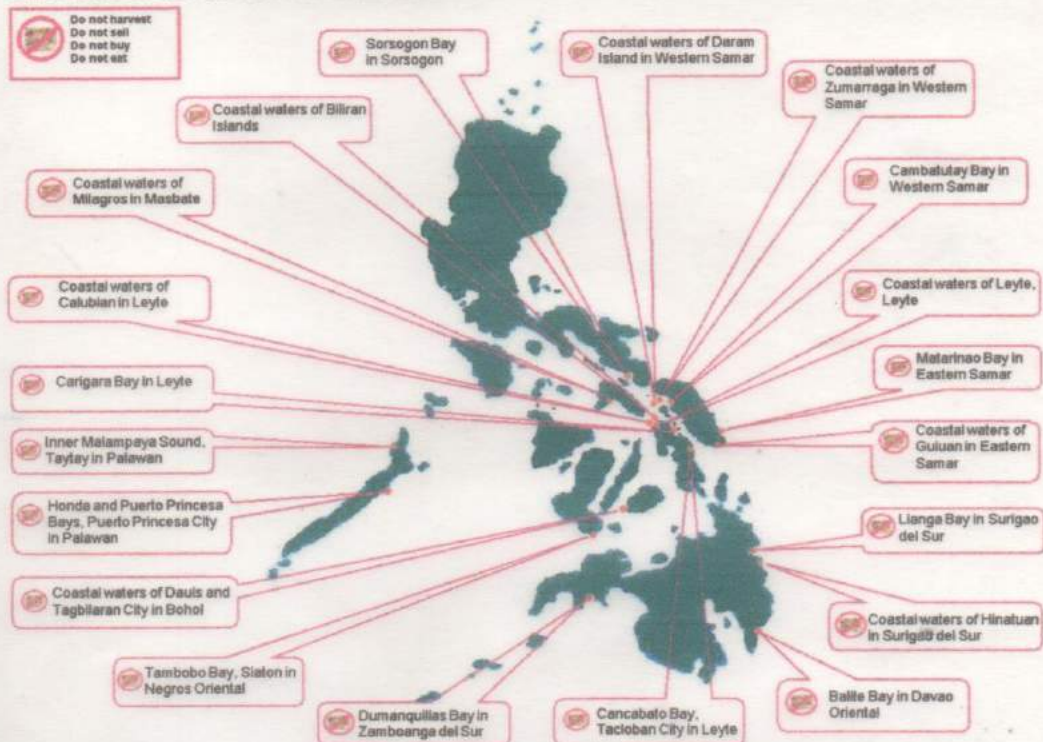 Do not harvest
Do not sell
Do not buy
Do not eat
Sorsogon Bay
in Sorsogon
Coastal waters of Daram
Island in Western Samar
Coastal waters of
Zumarraga in Western
Samar
Coastal waters of Biliran
Islands
Coastal waters of
Milagros in Masbate
Cambatutay Bay in
Western Samar
Coastal waters of
Calubian in Leyte
Coastal waters of Leyte,
Leyte
Carigara Bay in Leyte
Matarinao Bay in
Eastern Samar
Inner Malampaya Sound,
Taytay in Palawan
Coastal waters of
Guiuan in Eastern
Samar
Honda and Puerto Princesa
Bays, Puerto Princesa City
in Palawan
Lianga Bay in Surigao
del Sur
Coastal waters of Dauis and
Tagbilaran City in Bohol
Coastal waters of Hinatuan
in Surigao del Sur
Tambobo Bay, Siaton in
Negros Oriental
Dumanquillas Bay in
Zamboanga del Sur
Cancabato Bay,
Tacloban City in Leyte
Balite Bay in Davao
Oriental